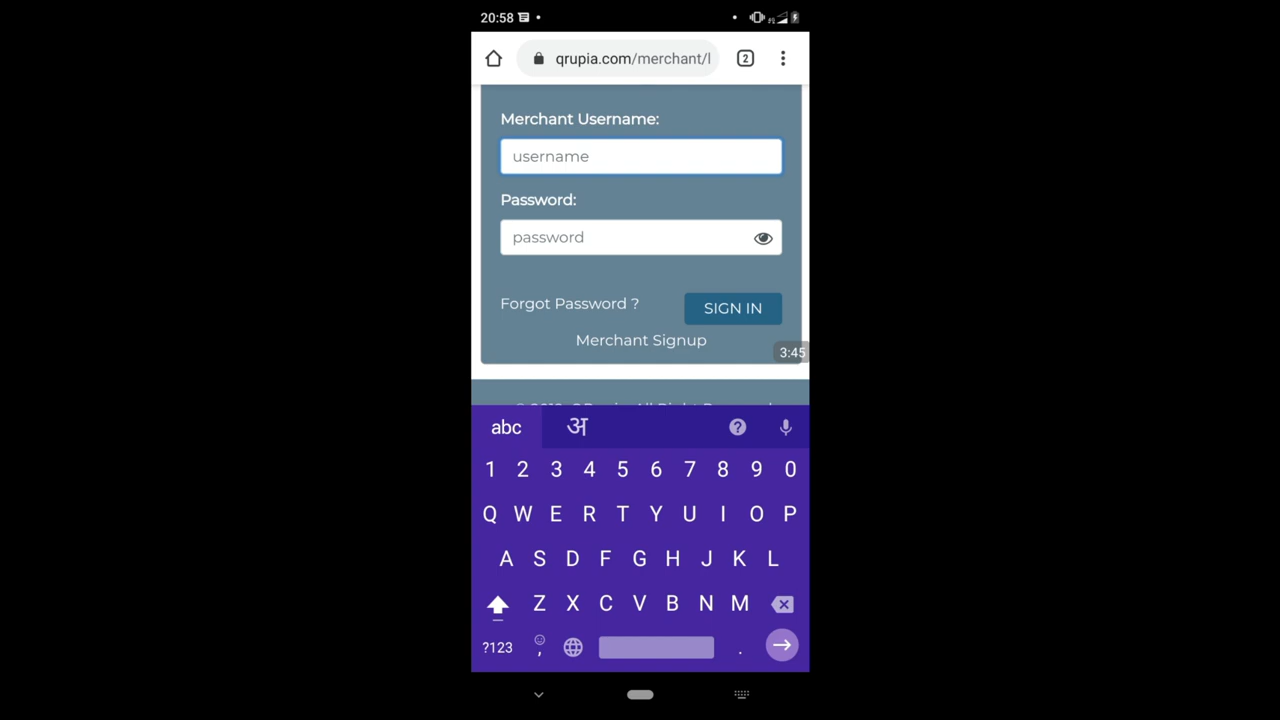 20:58
qrupia.com/merchant/l
2
Merchant Username:
username
Password:
password
Forgot Password ?
SIGN IN
Merchant Signup
3:45
abc
अ
1 2 3 4 5 6 7 8 9 0
Q W E R T Y U I O P
A S D F G H J K L
Z X C V B N M
?123 , .